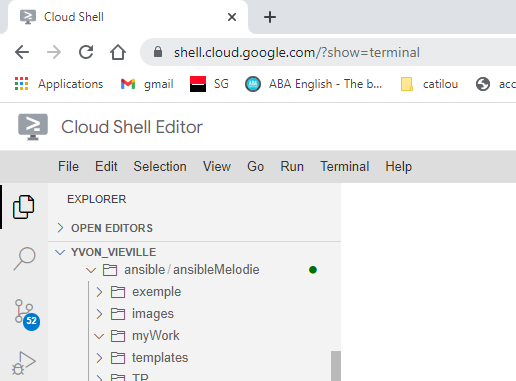 Cloud Shell
shell.cloud.google.com/?show=terminal
Applications gmail SG ABA English - The b... catilou acc
Cloud Shell Editor
File Edit Selection View Go Run Terminal Help
EXPLORER
OPEN EDITORS
YVON_VIEVILLE
ansible / ansibleMelodie
exemple
images
52
myWork
templates
TP